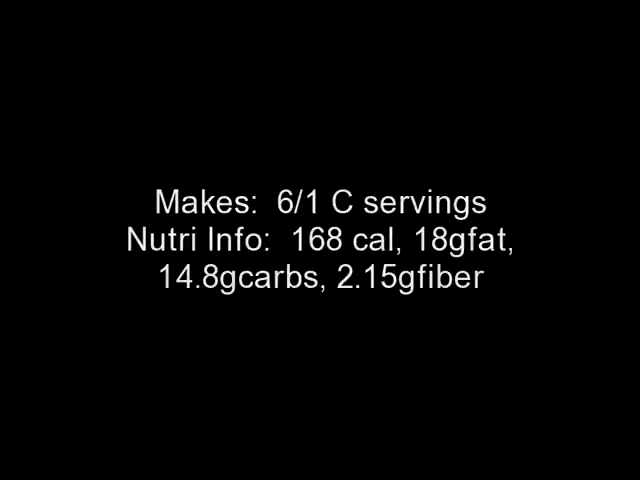 Makes:  6/1 C servings
Nutri Info:  168 cal, 18gfat,
14.8gcarbs, 2.15gfiber